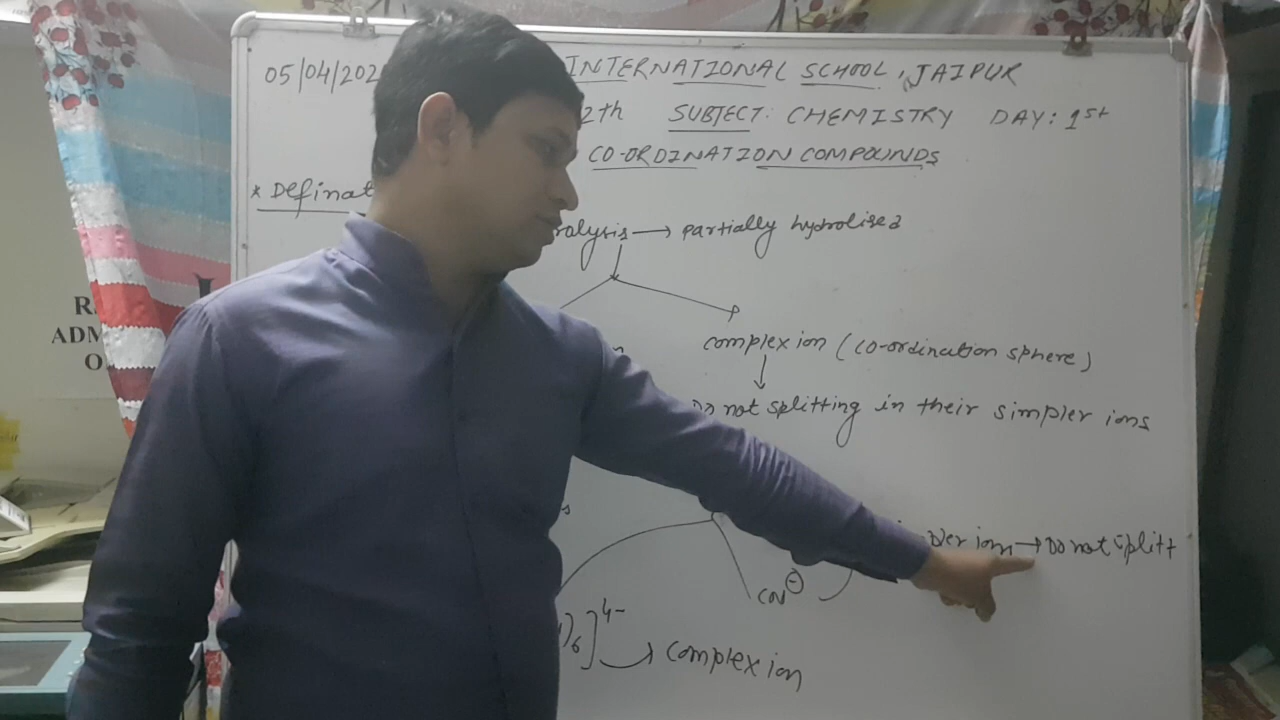 05/04/202 INTERNATIONAL SCHOOL, JAIPUR
2th SUBJECT: CHEMISTRY DAY: 1st
CO-ORDINATION COMPOUNDS
* Definat
ralysis → partially hydrolised
complex ion (co-ordination sphere)
Do not splitting in their simpler ions
ion → Do not splitt
CN⁻
)₆]⁴⁻ → complex ion
ADM